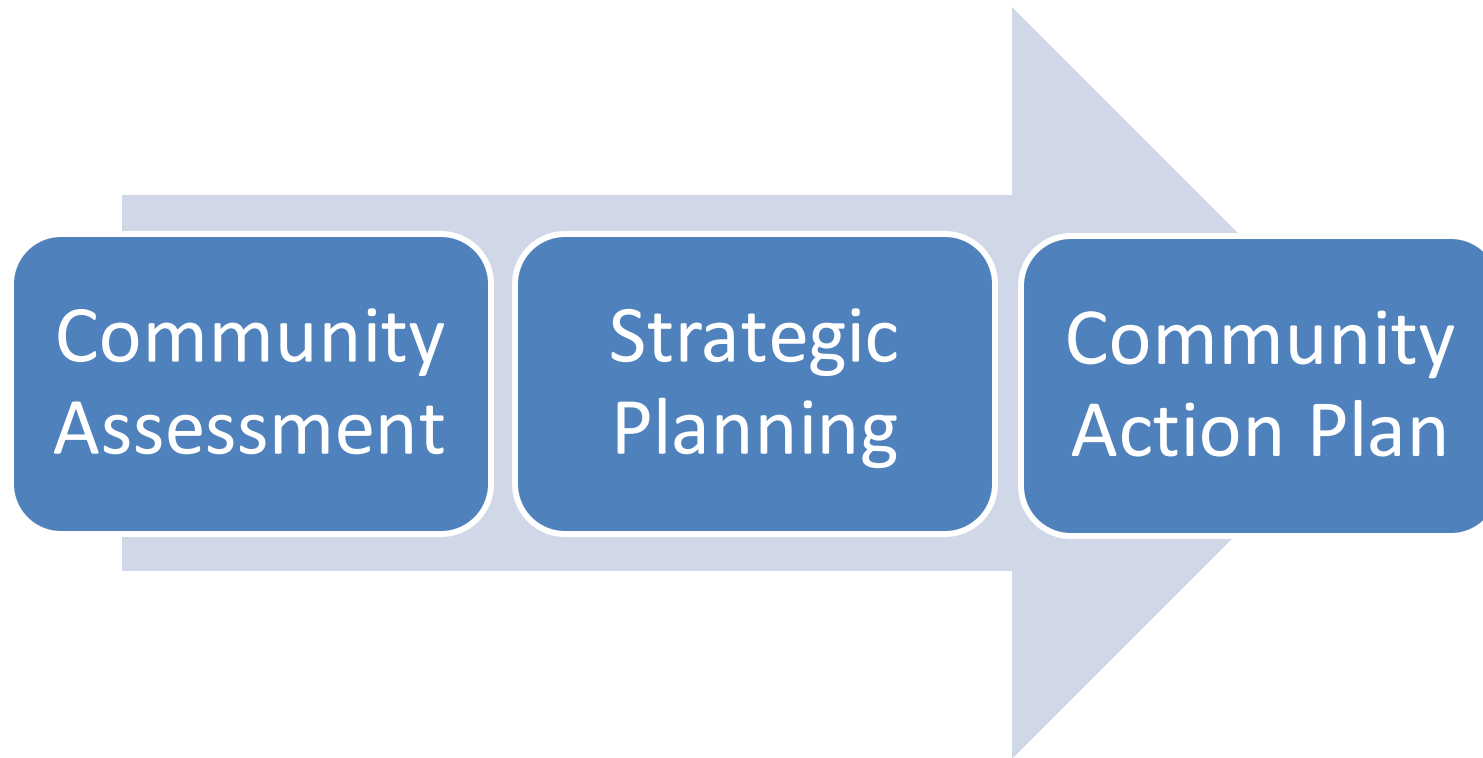 Community
Assessment
Strategic
Planning
Community
Action Plan